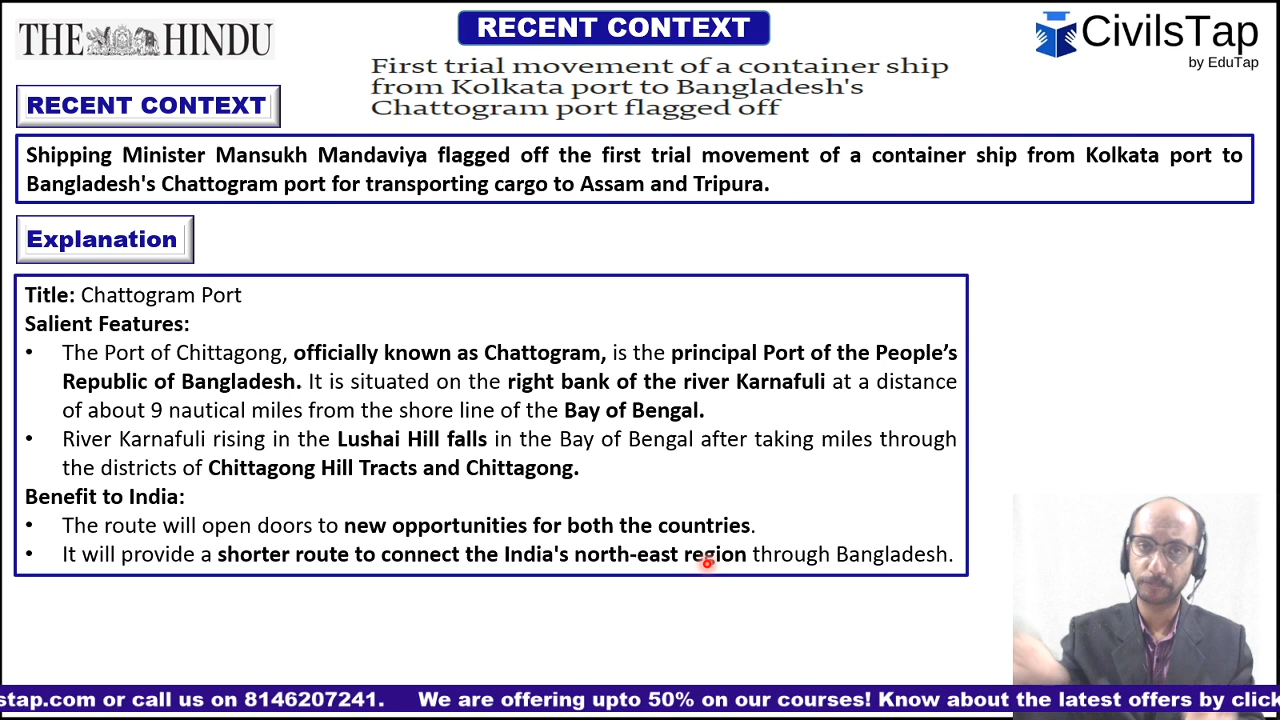 THE HINDU
RECENT CONTEXT
CivilsTap
by EduTap
First trial movement of a container ship
from Kolkata port to Bangladesh's
Chattogram port flagged off
RECENT CONTEXT
Shipping Minister Mansukh Mandaviya flagged off the first trial movement of a container ship from Kolkata port to
Bangladesh's Chattogram port for transporting cargo to Assam and Tripura.
Explanation
Title: Chattogram Port
Salient Features:
• The Port of Chittagong, officially known as Chattogram, is the principal Port of the People's
Republic of Bangladesh. It is situated on the right bank of the river Karnafuli at a distance
of about 9 nautical miles from the shore line of the Bay of Bengal.
• River Karnafuli rising in the Lushai Hill falls in the Bay of Bengal after taking miles through
the districts of Chittagong Hill Tracts and Chittagong.
Benefit to India:
• The route will open doors to new opportunities for both the countries.
• It will provide a shorter route to connect the India's north-east region through Bangladesh.
stap.com or call us on 8146207241. We are offering upto 50% on our courses! Know about the latest offers by click